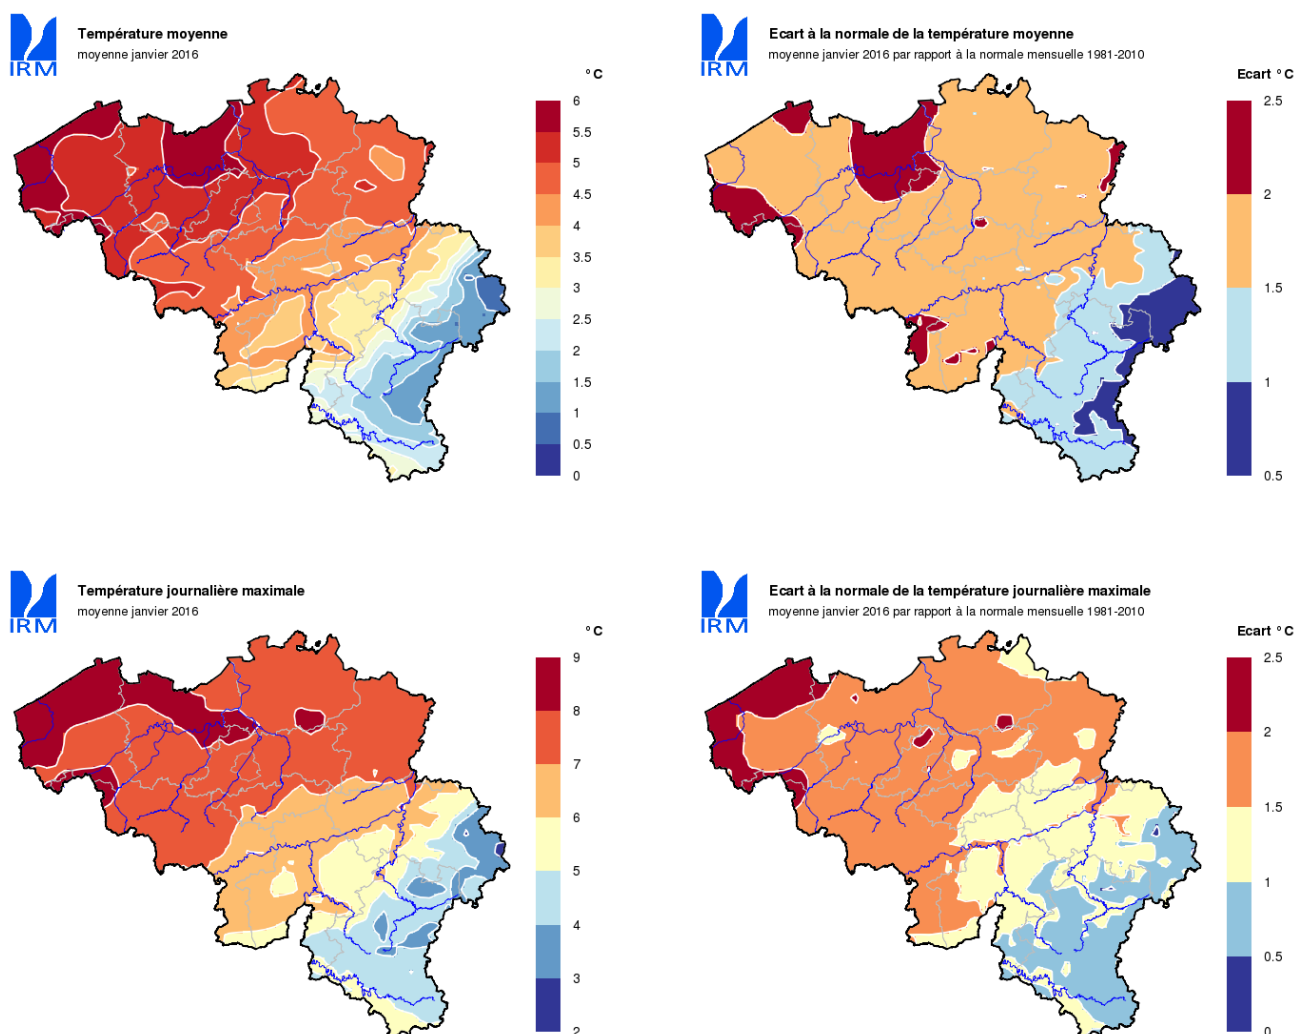 IRM
Température moyenne
moyenne janvier 2016
° C
6
5.5
5
4.5
4
3.5
3
2.5
2
1.5
1
0.5
0
IRM
Ecart à la normale de la température moyenne
moyenne janvier 2016 par rapport à la normale mensuelle 1981-2010
Ecart ° C
2.5
2
1.5
1
0.5
IRM
Température journalière maximale
moyenne janvier 2016
° C
9
8
7
6
5
4
3
2
IRM
Ecart à la normale de la température journalière maximale
moyenne janvier 2016 par rapport à la normale mensuelle 1981-2010
Ecart ° C
2.5
2
1.5
1
0.5
0